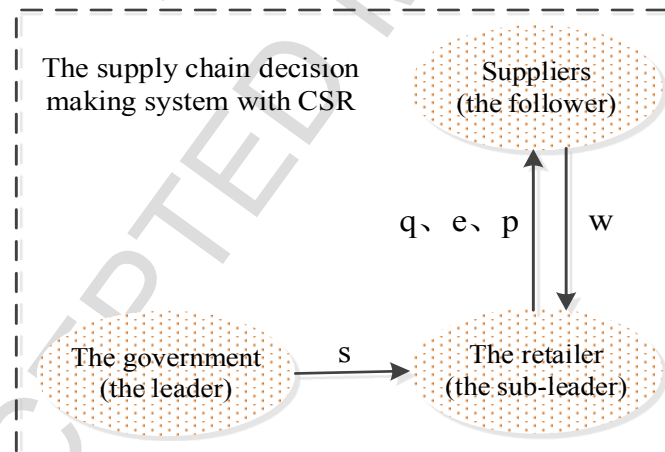 The supply chain decision
making system with CSR
Suppliers
(the follower)
q、e、p
w
The government
(the leader)
s
The retailer
(the sub-leader)